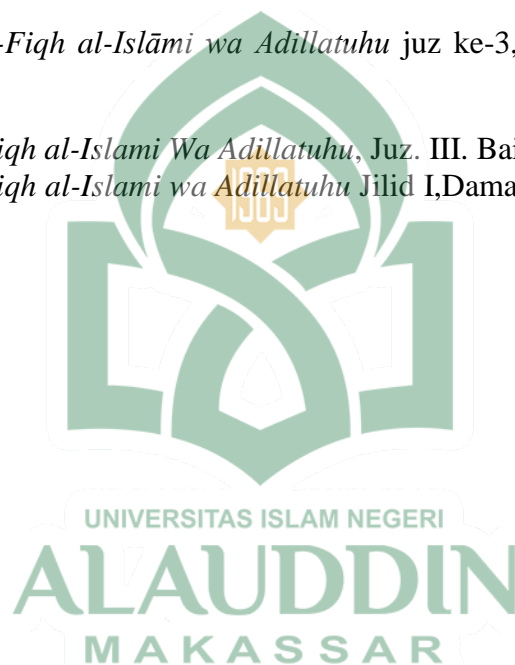 -Fiqh al-Islāmi wa Adillatuhu juz ke-3,
iqh al-Islami Wa Adillatuhu, Juz. III. Bai
iqh al-Islami wa Adillatuhu Jilid I,Dama
UNIVERSITAS ISLAM NEGERI
ALAUDDIN
MAKASSAR